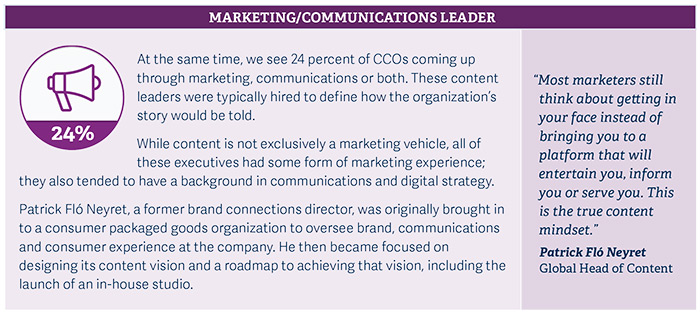 MARKETING/COMMUNICATIONS LEADER
24%
At the same time, we see 24 percent of CCOs coming up
through marketing, communications or both. These content
leaders were typically hired to define how the organization's
story would be told.
While content is not exclusively a marketing vehicle, all of
these executives had some form of marketing experience;
they also tended to have a background in communications and digital strategy.
Patrick Fló Neyret, a former brand connections director, was originally brought in
to a consumer packaged goods organization to oversee brand, communications
and consumer experience at the company. He then became focused on
designing its content vision and a roadmap to achieving that vision, including the
launch of an in-house studio.
“Most marketers still
think about getting in
your face instead of
bringing you to a
platform that will
entertain you, inform
you or serve you. This
is the true content
mindset.”
Patrick Fló Neyret
Global Head of Content